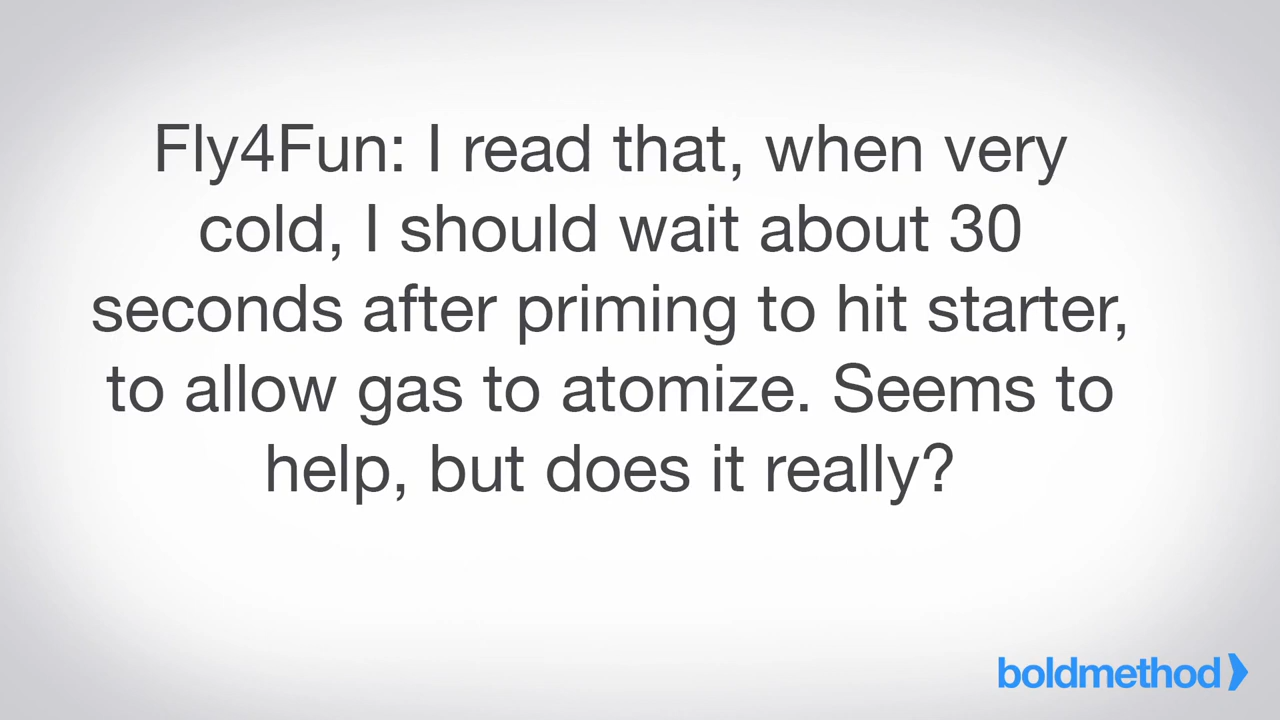 Fly4Fun: I read that, when very
cold, I should wait about 30
seconds after priming to hit starter,
to allow gas to atomize. Seems to
help, but does it really?
boldmethod